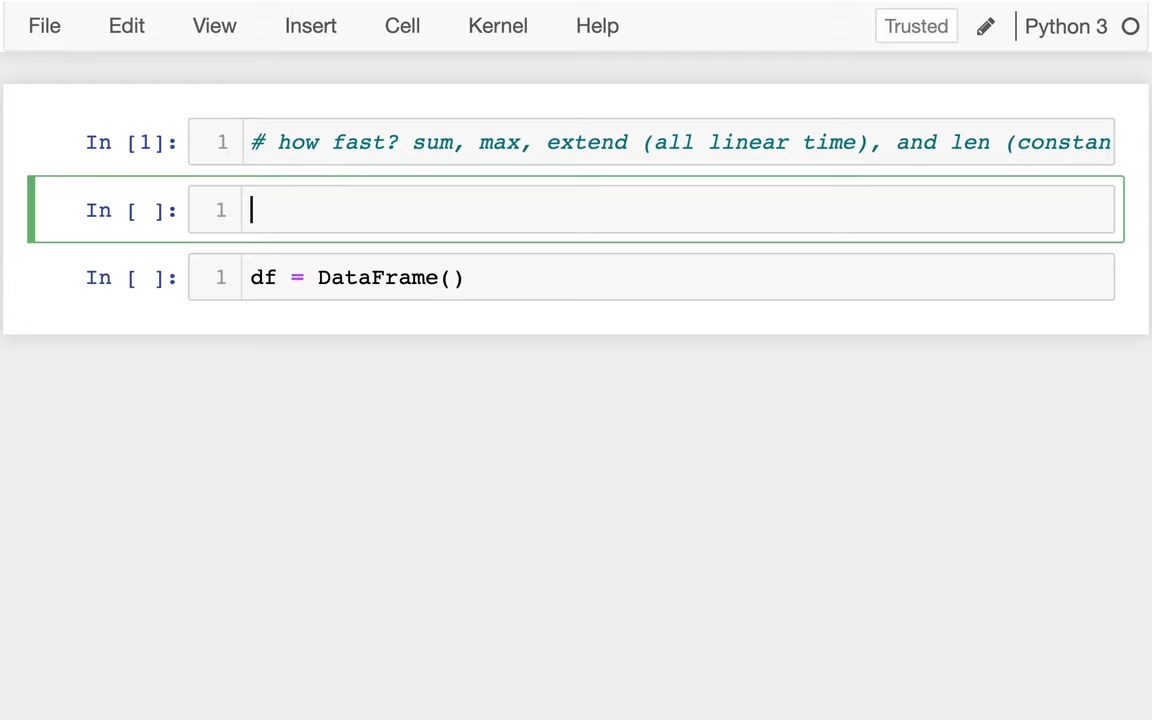 File Edit View Insert Cell Kernel Help Trusted Python 3
In [1]: 1 # how fast? sum, max, extend (all linear time), and len (constan
In [ ]: 1
In [ ]: 1 df = DataFrame()